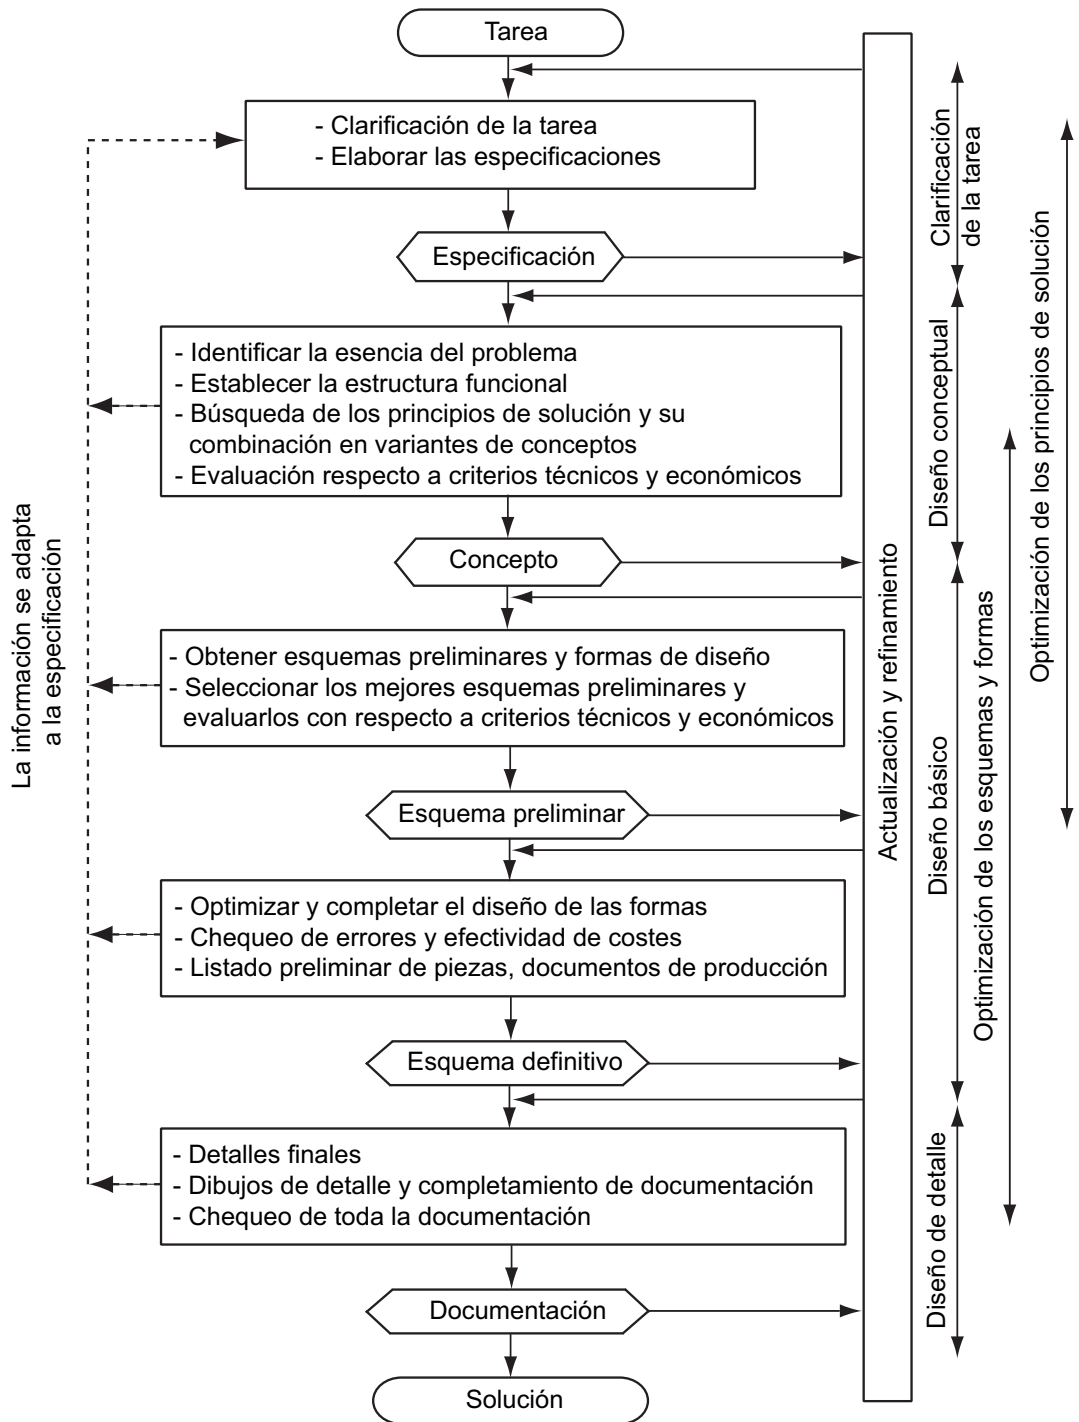 Tarea
- Clarificación de la tarea
- Elaborar las especificaciones
Especificación
- Identificar la esencia del problema
- Establecer la estructura funcional
- Búsqueda de los principios de solución y su
combinación en variantes de conceptos
- Evaluación respecto a criterios técnicos y económicos
Concepto
- Obtener esquemas preliminares y formas de diseño
- Seleccionar los mejores esquemas preliminares y
evaluarlos con respecto a criterios técnicos y económicos
Esquema preliminar
- Optimizar y completar el diseño de las formas
- Chequeo de errores y efectividad de costes
- Listado preliminar de piezas, documentos de producción
Esquema definitivo
- Detalles finales
- Dibujos de detalle y completamiento de documentación
- Chequeo de toda la documentación
Documentación
Solución
La información se adapta
a la especificación
Actualización y refinamiento
Clarificación
de la tarea
Diseño conceptual
Diseño básico
Diseño de detalle
Optimización de los esquemas y formas
Optimización de los principios de solución